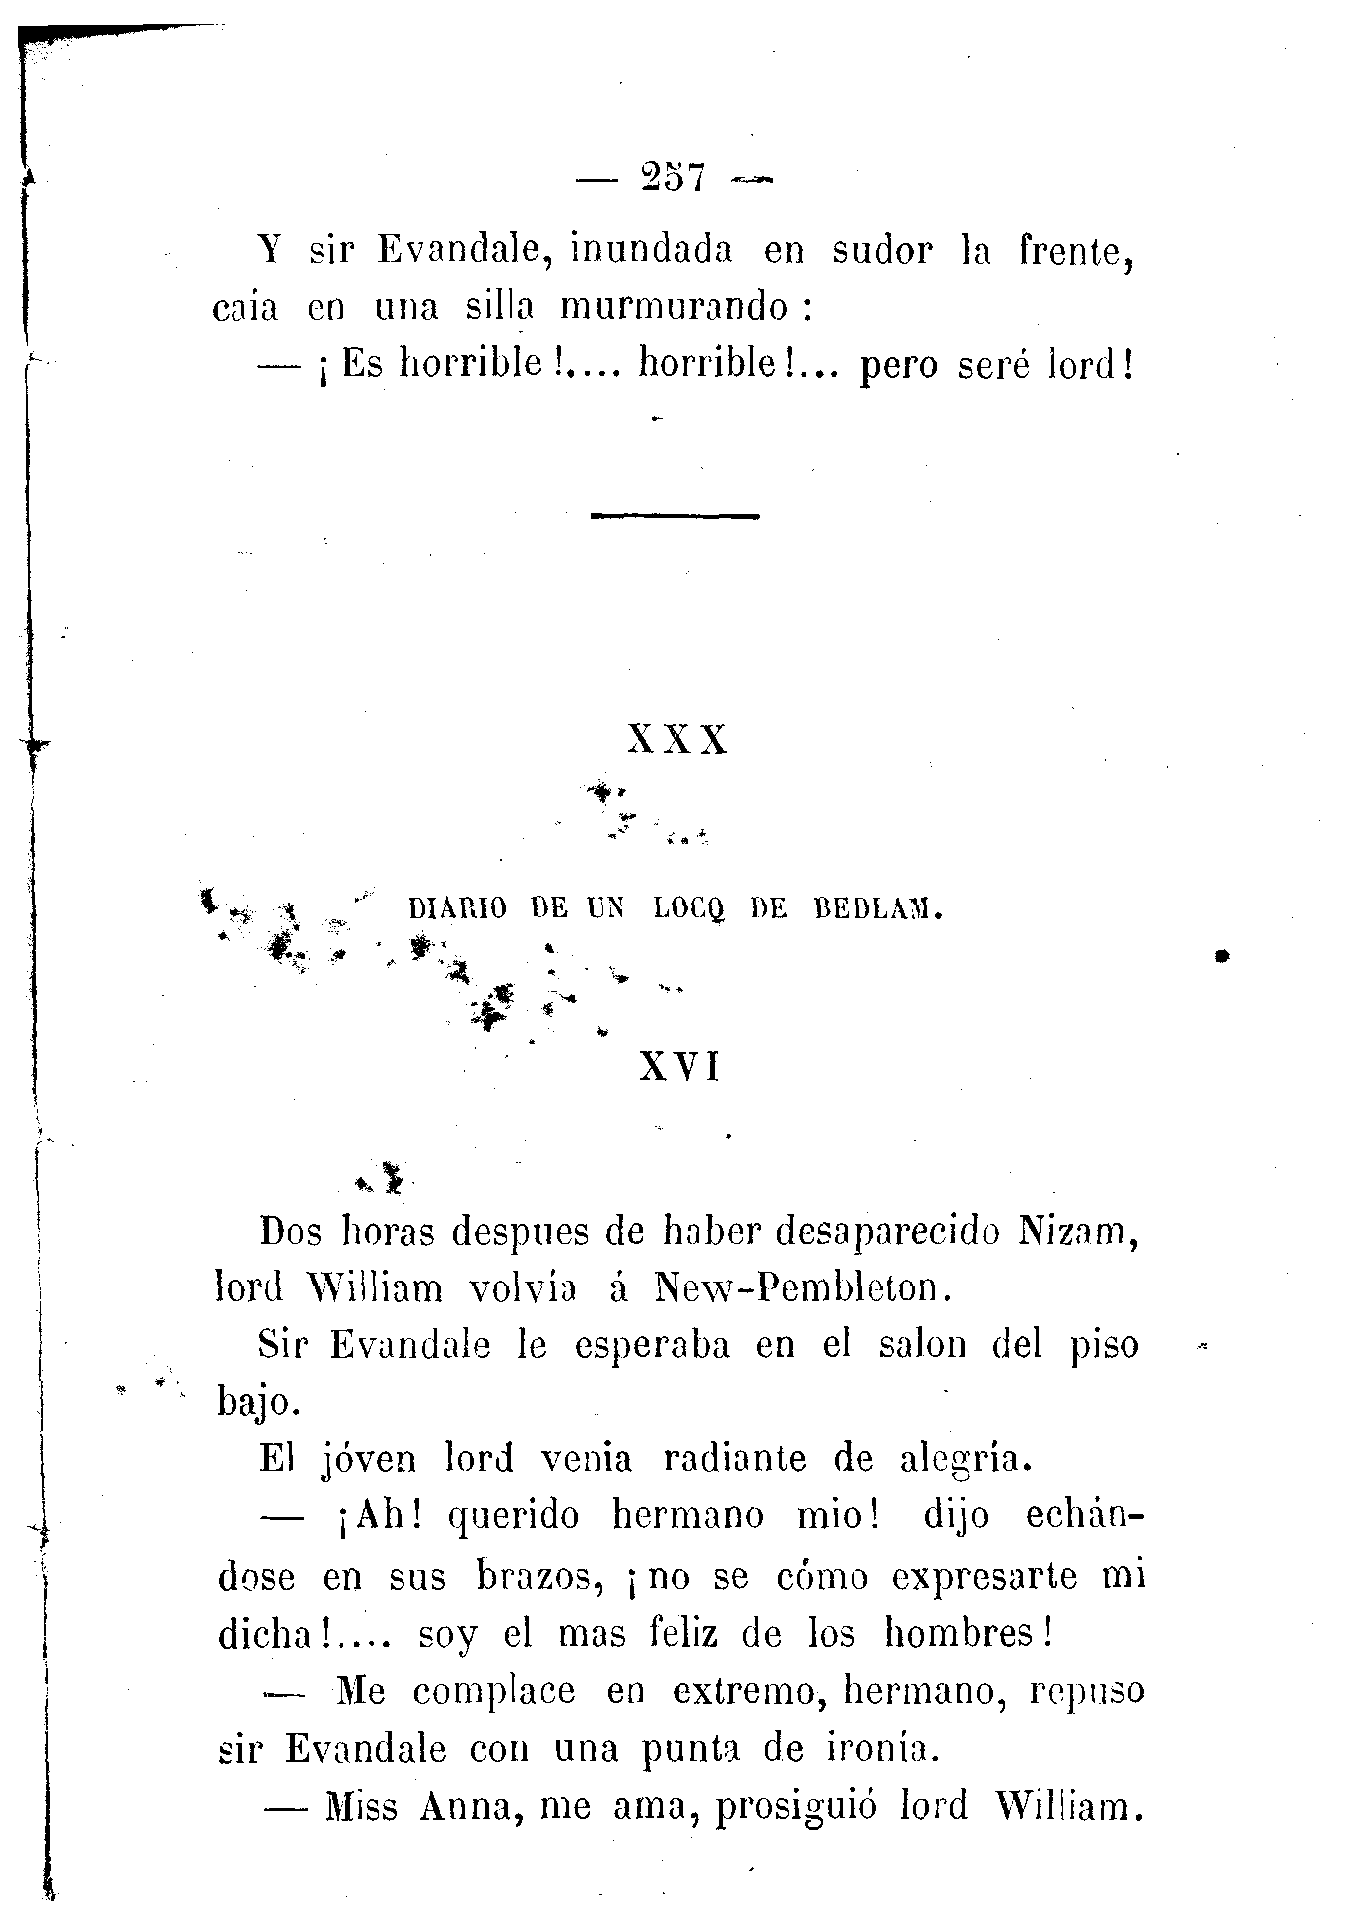 — 257 —
Y sir Evandale, inundada en sudor la frente,
caía en una silla murmurando :
— ¡ Es horrible !.... horrible !... pero seré lord !
XXX
DIARIO DE UN LOCO DE BEDLAM.
XVI
Dos horas despues de haber desaparecido Nizam,
lord William volvía á New-Pembleton.
Sir Evandale le esperaba en el salon del piso
bajo.
El jóven lord venia radiante de alegría.
— ¡Ah! querido hermano mio! dijo echán-
dose en sus brazos, ¡ no se cómo expresarte mi
dicha !.... soy el mas feliz de los hombres !
— Me complace en extremo, hermano, repuso
sir Evandale con una punta de ironía.
— Miss Anna, me ama, prosiguió lord William.